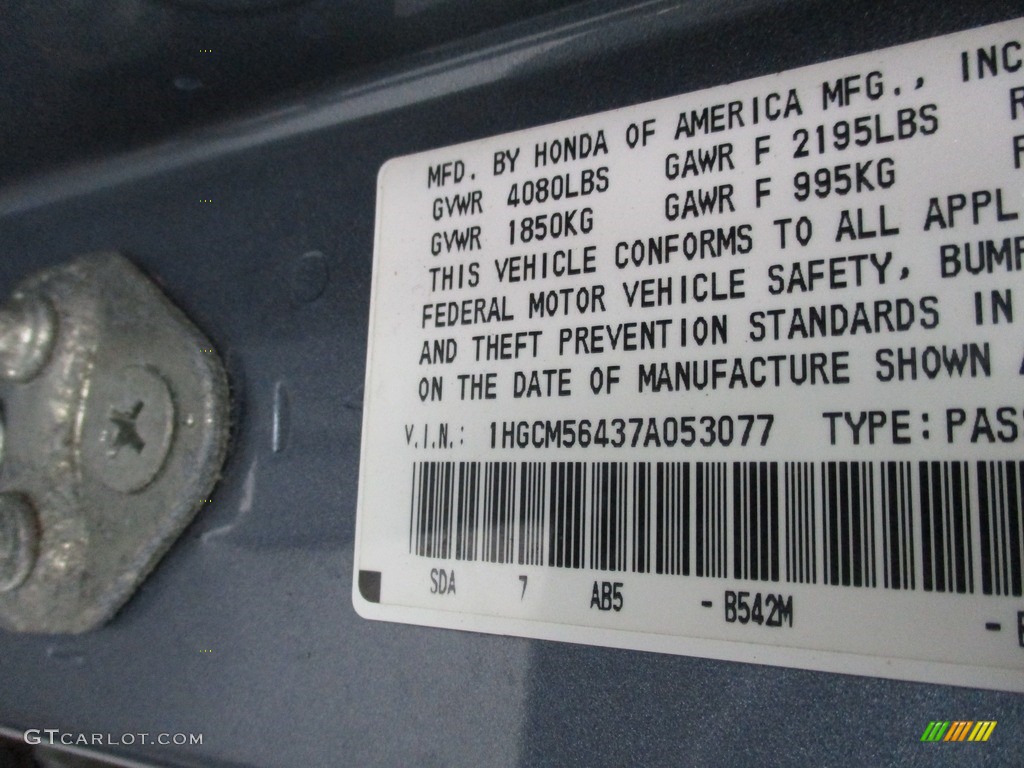 MFD. BY HONDA OF AMERICA MFG., INC
GVWR 4080LBS GAWR F 2195LBS
GVWR 1850KG GAWR F 995KG
THIS VEHICLE CONFORMS TO ALL APPL
FEDERAL MOTOR VEHICLE SAFETY, BUMP
AND THEFT PREVENTION STANDARDS IN
ON THE DATE OF MANUFACTURE SHOWN
V.I.N.: 1HGCM56437A053077 TYPE: PASS
SDA 7 AB5 - B542M -
GTCARLOT.COM